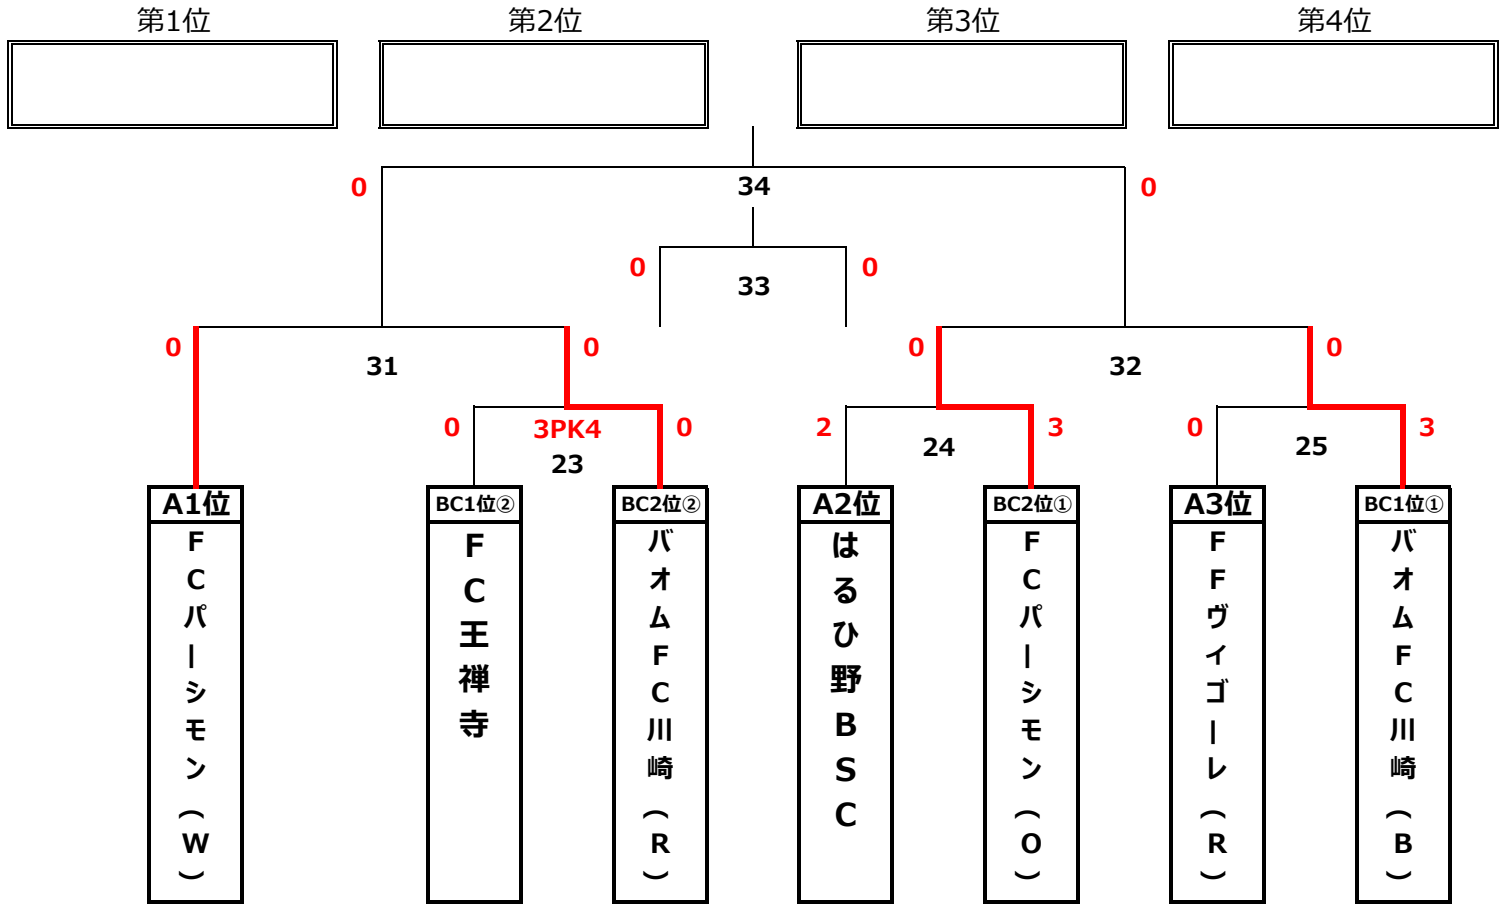 第1位 第2位 第3位 第4位
0 34 0
0 33 0
0 31 0 0 32 0
0 3PK4 0 2 24 3 0 25 3
23
A1位 BC1位② BC2位② A2位 BC2位① A3位 BC1位①
FCパーシモン(W)
FC王禅寺
バオムFC川崎(R)
はるひ野BSC
FCパーシモン(O)
FFヴィゴーレ(R)
バオムFC川崎(B)